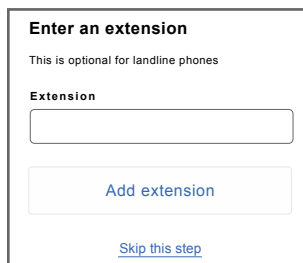 Enter an extension
This is optional for landline phones
Extension
Add extension
Skip this step